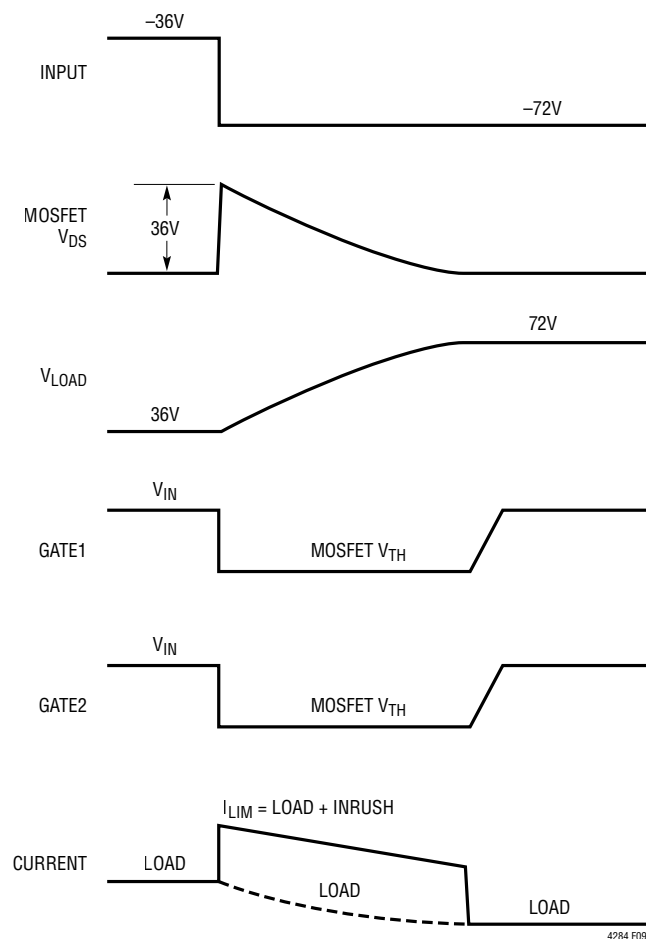 –36V
INPUT
–72V
MOSFET
VDS
36V
72V
VLOAD
36V
VIN
GATE1
MOSFET VTH
VIN
GATE2
MOSFET VTH
ILIM = LOAD + INRUSH
CURRENT
LOAD
LOAD
LOAD
4284 F09